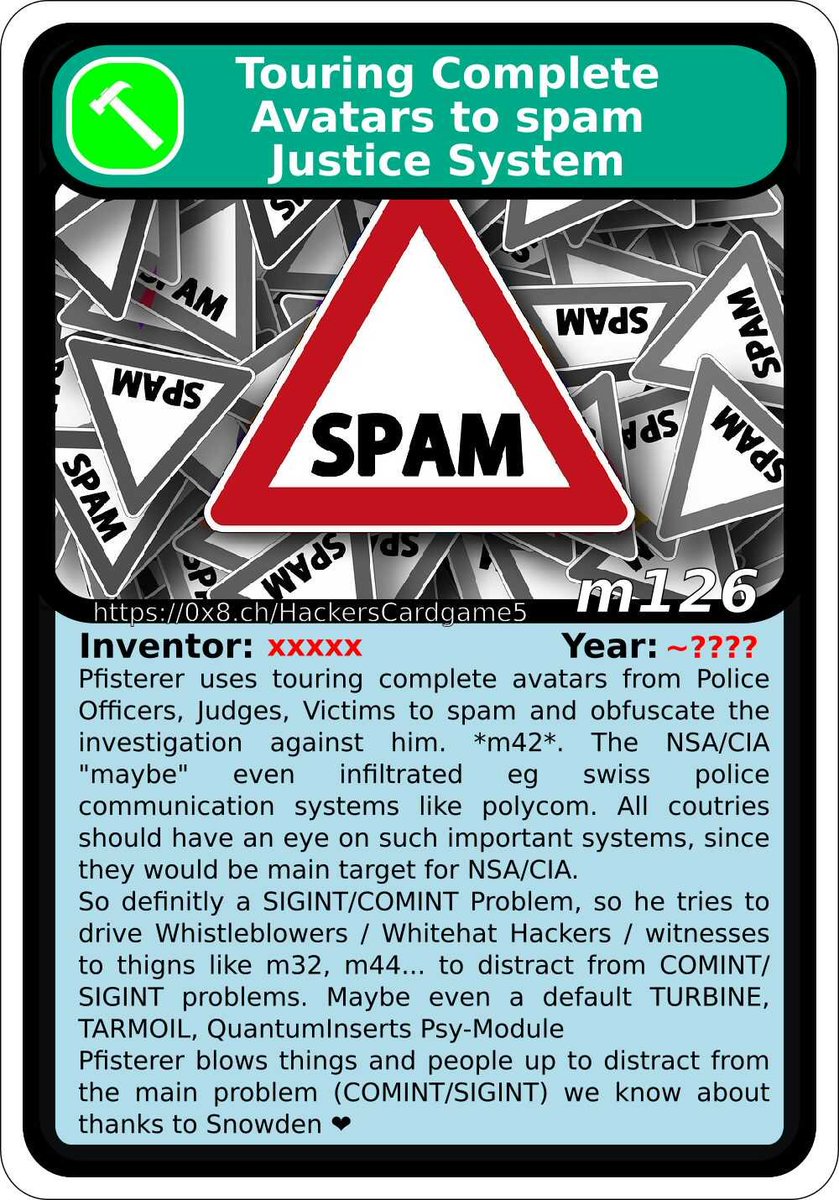 Touring Complete
Avatars to spam
Justice System
SPAM
SPAM
SPAM
SPAM
SPAM
SPAM
SPAM
SPAM
SPAM
SPAM
m126
https://0x8.ch/HackersCardgame5
Inventor: xxxxx Year: ~????
Pfisterer uses touring complete avatars from Police
Officers, Judges, Victims to spam and obfuscate the
investigation against him. *m42*. The NSA/CIA
"maybe" even infiltrated eg swiss police
communication systems like polycom. All coutries
should have an eye on such important systems, since
they would be main target for NSA/CIA.
So definitly a SIGINT/COMINT Problem, so he tries to
drive Whistleblowers / Whitehat Hackers / witnesses
to thigns like m32, m44... to distract from COMINT/
SIGINT problems. Maybe even a default TURBINE,
TARMOIL, QuantumInserts Psy-Module
Pfisterer blows things and people up to distract from
the main problem (COMINT/SIGINT) we know about
thanks to Snowden ❤